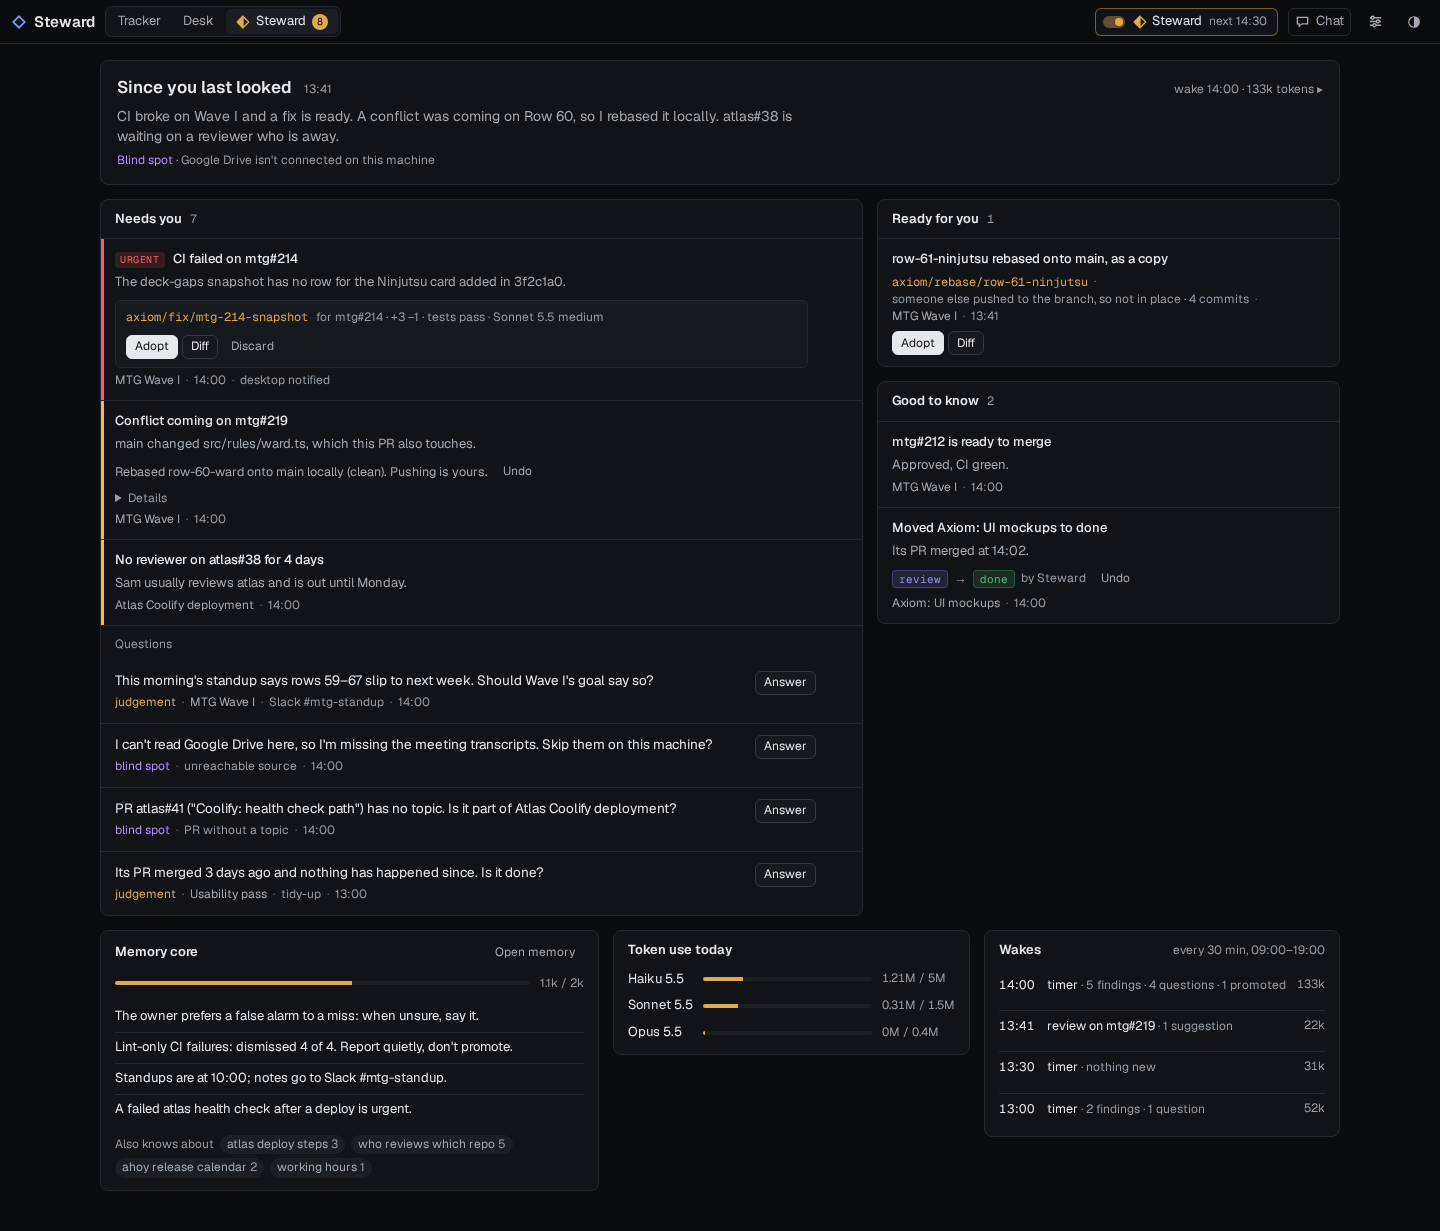 Steward
Tracker
Desk
Steward 8
Steward next 14:30
Chat
Since you last looked 13:41
wake 14:00 · 133k tokens ▸
CI broke on Wave I and a fix is ready. A conflict was coming on Row 60, so I rebased it locally. atlas#38 is
waiting on a reviewer who is away.
Blind spot · Google Drive isn't connected on this machine
Needs you 7
URGENT CI failed on mtg#214
The deck-gaps snapshot has no row for the Ninjutsu card added in 3f2c1a0.
axiom/fix/mtg-214-snapshot for mtg#214 · +3 −1 · tests pass · Sonnet 5.5 medium
Adopt Diff Discard
MTG Wave I · 14:00 · desktop notified
Conflict coming on mtg#219
main changed src/rules/ward.ts, which this PR also touches.
Rebased row-60-ward onto main locally (clean). Pushing is yours. Undo
▶ Details
MTG Wave I · 14:00
No reviewer on atlas#38 for 4 days
Sam usually reviews atlas and is out until Monday.
Atlas Coolify deployment · 14:00
Questions
This morning's standup says rows 59–67 slip to next week. Should Wave I's goal say so?
Answer
judgement · MTG Wave I · Slack #mtg-standup · 14:00
I can't read Google Drive here, so I'm missing the meeting transcripts. Skip them on this machine?
Answer
blind spot · unreachable source · 14:00
PR atlas#41 ("Coolify: health check path") has no topic. Is it part of Atlas Coolify deployment?
Answer
blind spot · PR without a topic · 14:00
Its PR merged 3 days ago and nothing has happened since. Is it done?
Answer
judgement · Usability pass · tidy-up · 13:00
Ready for you 1
row-61-ninjutsu rebased onto main, as a copy
axiom/rebase/row-61-ninjutsu ·
someone else pushed to the branch, so not in place · 4 commits ·
MTG Wave I · 13:41
Adopt Diff
Good to know 2
mtg#212 is ready to merge
Approved, CI green.
MTG Wave I · 14:00
Moved Axiom: UI mockups to done
Its PR merged at 14:02.
review → done by Steward Undo
Axiom: UI mockups · 14:00
Memory core
Open memory
1.1k / 2k
The owner prefers a false alarm to a miss: when unsure, say it.
Lint-only CI failures: dismissed 4 of 4. Report quietly, don't promote.
Standups are at 10:00; notes go to Slack #mtg-standup.
A failed atlas health check after a deploy is urgent.
Also knows about atlas deploy steps 3 who reviews which repo 5
ahoy release calendar 2 working hours 1
Token use today
Haiku 5.5 1.21M / 5M
Sonnet 5.5 0.31M / 1.5M
Opus 5.5 0M / 0.4M
Wakes
every 30 min, 09:00–19:00
14:00 timer · 5 findings · 4 questions · 1 promoted 133k
13:41 review on mtg#219 · 1 suggestion 22k
13:30 timer · nothing new 31k
13:00 timer · 2 findings · 1 question 52k